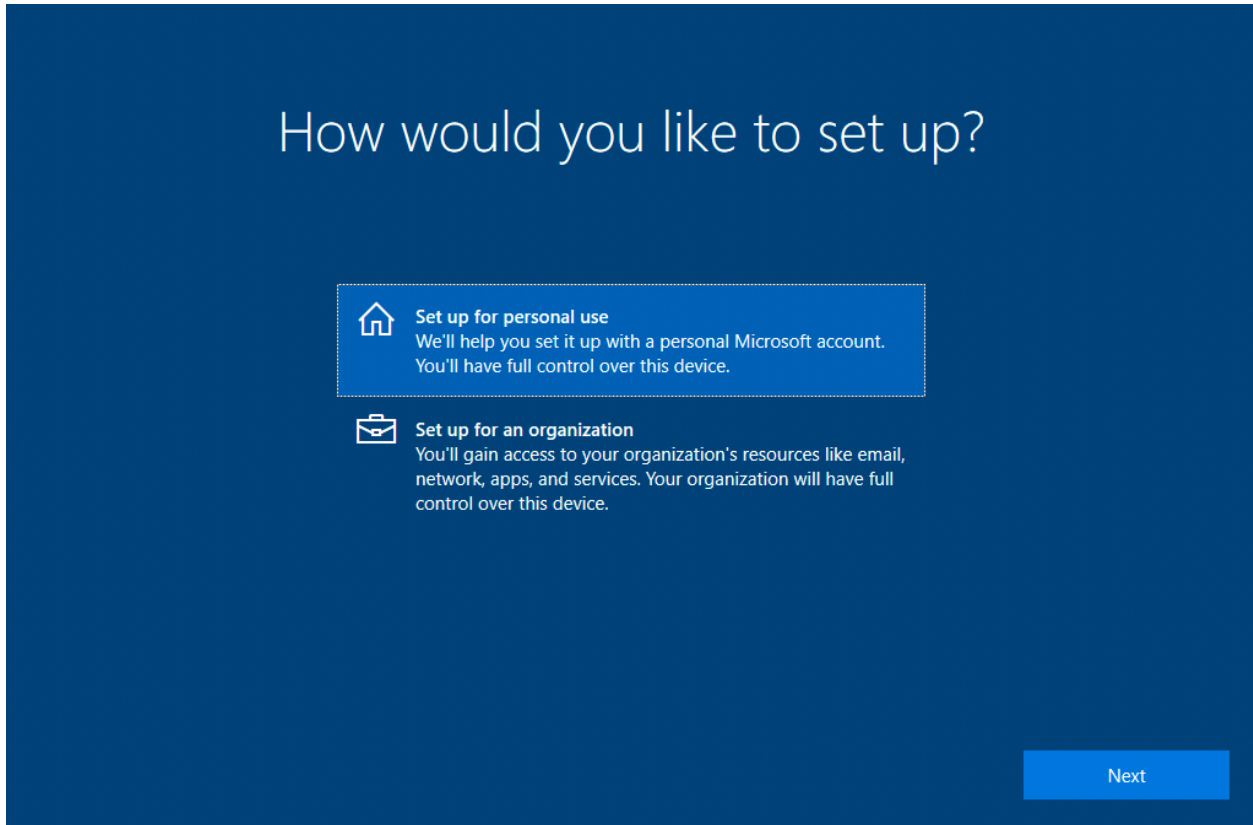 How would you like to set up?
Set up for personal use
We'll help you set it up with a personal Microsoft account.
You'll have full control over this device.
Set up for an organization
You'll gain access to your organization's resources like email,
network, apps, and services. Your organization will have full
control over this device.
Next